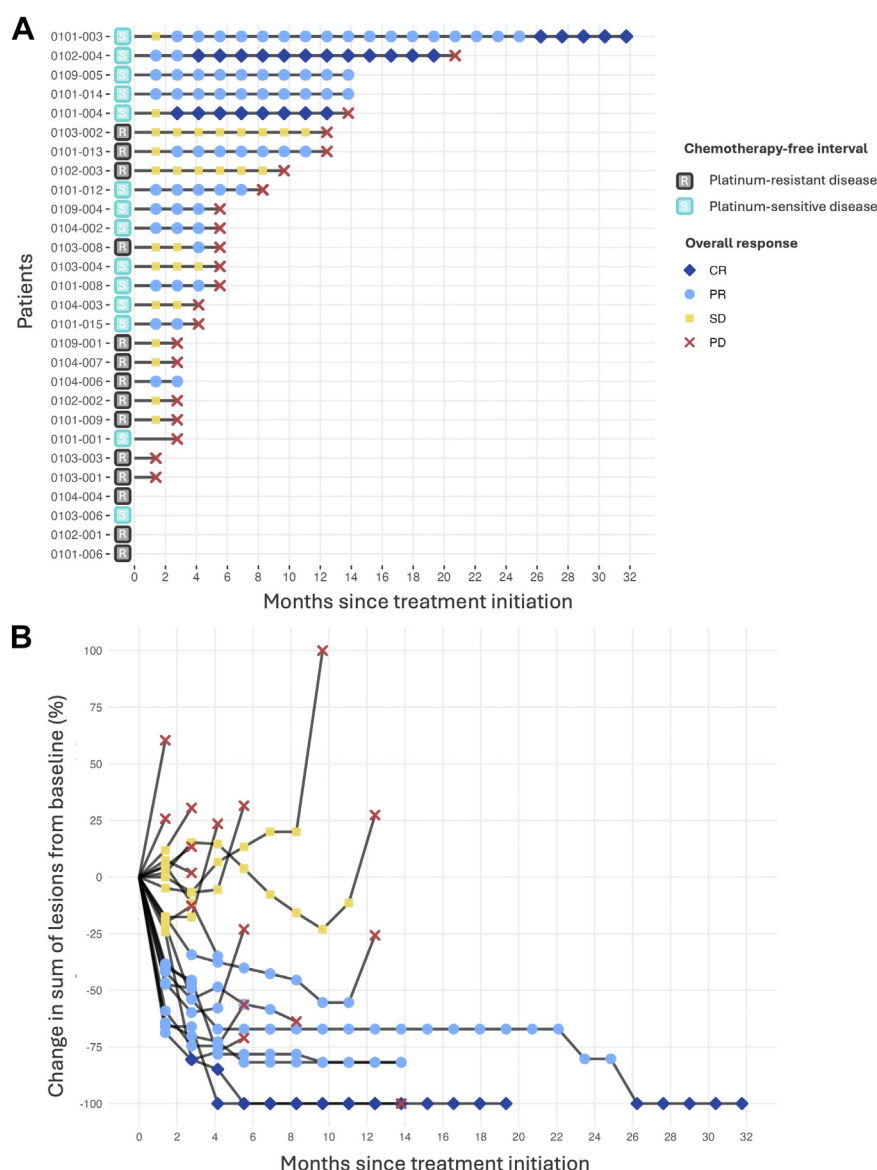 A
0101-003 S
0102-004 S
0109-005 S
0101-014 S
0101-004 S
0103-002 R
0101-013 R
0102-003 R
0101-012 S
0109-004 S
0104-002 S
0103-008 R
0103-004 S
0101-008 S
0104-003 S
0101-015 S
0109-001 R
0104-007 R
0104-006 R
0102-002 R
0101-009 R
0101-001 S
0103-003 R
0103-001 R
0104-004 R
0103-006 S
0102-001 R
0101-006 R
Patients
0 2 4 6 8 10 12 14 16 18 20 22 24 26 28 30 32
Months since treatment initiation
Chemotherapy-free interval
R Platinum-resistant disease
S Platinum-sensitive disease
Overall response
CR
PR
SD
PD
B
Change in sum of lesions from baseline (%)
100
75
50
25
0
-25
-50
-75
-100
0 2 4 6 8 10 12 14 16 18 20 22 24 26 28 30 32
Months since treatment initiation